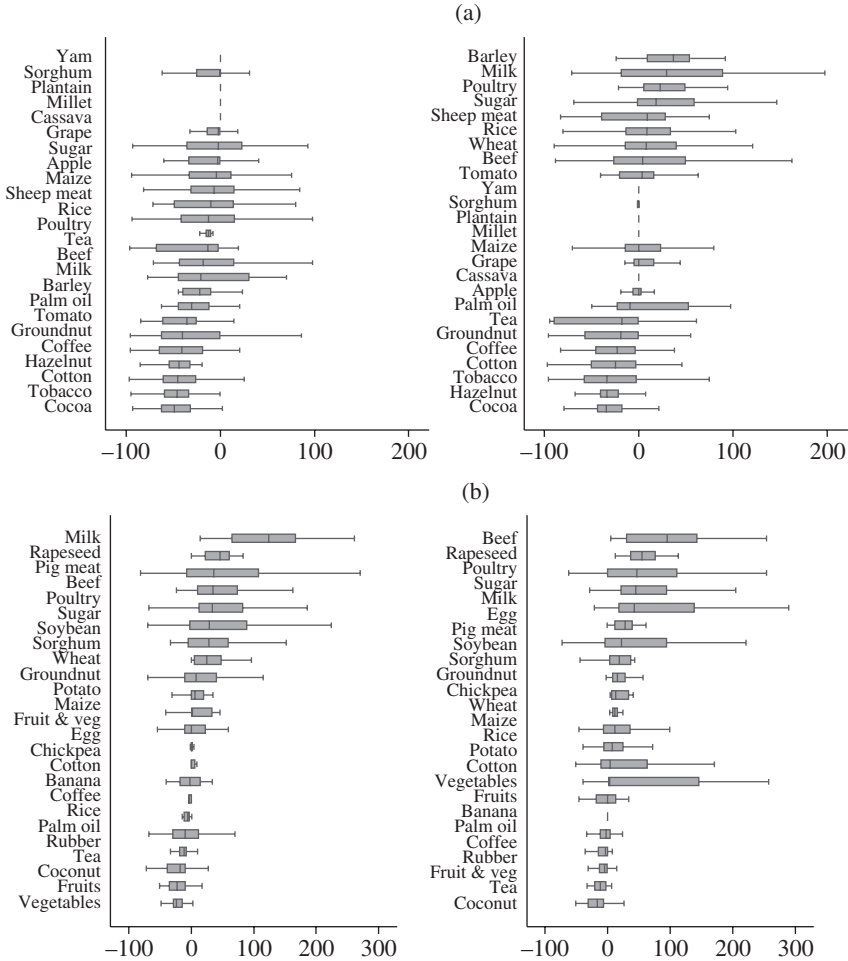 (a)
Yam
Sorghum
Plantain
Millet
Cassava
Grape
Sugar
Apple
Maize
Sheep meat
Rice
Poultry
Tea
Beef
Milk
Barley
Palm oil
Tomato
Groundnut
Coffee
Hazelnut
Cotton
Tobacco
Cocoa
−100 0 100 200
Barley
Milk
Poultry
Sugar
Sheep meat
Rice
Wheat
Beef
Tomato
Yam
Sorghum
Plantain
Millet
Maize
Grape
Cassava
Apple
Palm oil
Tea
Groundnut
Coffee
Cotton
Tobacco
Hazelnut
Cocoa
−100 0 100 200
(b)
Milk
Rapeseed
Pig meat
Beef
Poultry
Sugar
Soybean
Sorghum
Wheat
Groundnut
Potato
Maize
Fruit & veg
Egg
Chickpea
Cotton
Banana
Coffee
Rice
Palm oil
Rubber
Tea
Coconut
Fruits
Vegetables
−100 0 100 200 300
Beef
Rapeseed
Poultry
Sugar
Milk
Egg
Pig meat
Soybean
Sorghum
Groundnut
Chickpea
Wheat
Maize
Rice
Potato
Cotton
Vegetables
Fruits
Banana
Palm oil
Coffee
Rubber
Fruit & veg
Tea
Coconut
−100 0 100 200 300